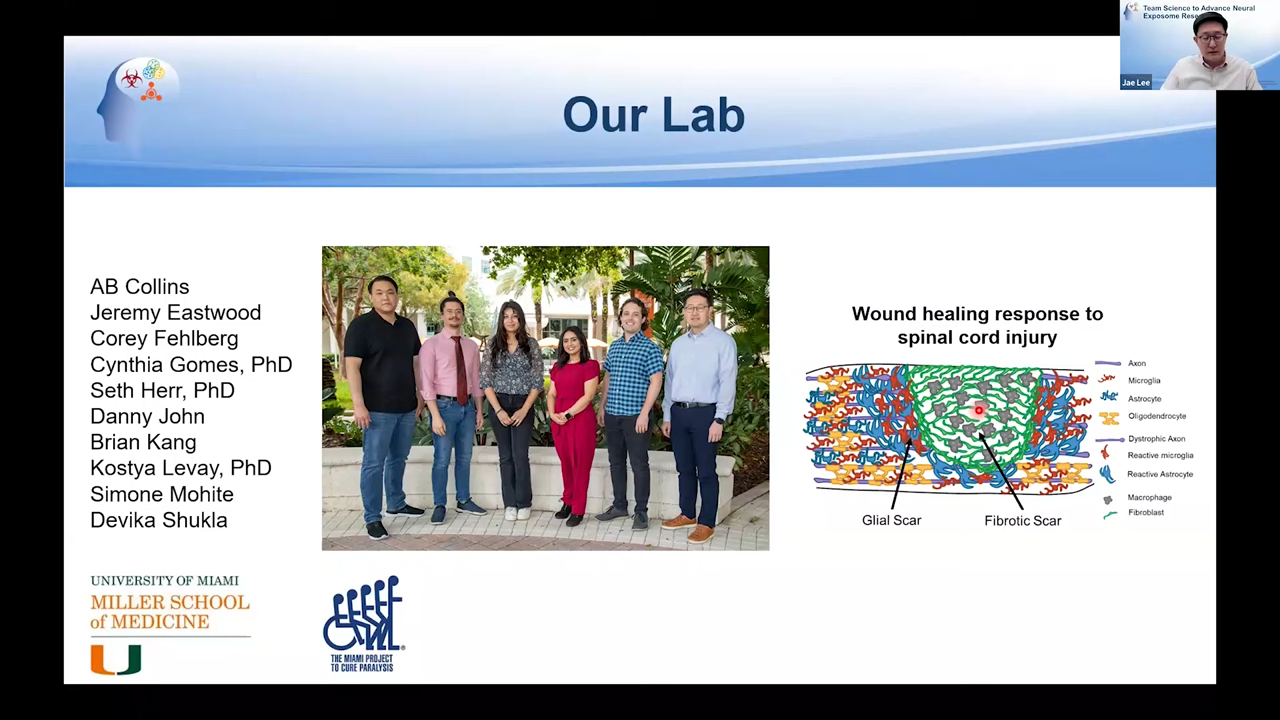 Team Science to Advance Neural
Jae Lee
Our Lab
AB Collins
Jeremy Eastwood
Corey Fehlberg
Cynthia Gomes, PhD
Seth Herr, PhD
Danny John
Brian Kang
Kostya Levay, PhD
Simone Mohite
Devika Shukla
Wound healing response to
spinal cord injury
Axon
Microglia
Astrocyte
Oligodendrocyte
Dystrophic Axon
Reactive microglia
Reactive Astrocyte
Macrophage
Fibroblast
Glial Scar
Fibrotic Scar
UNIVERSITY OF MIAMI
MILLER SCHOOL
of MEDICINE
U
THE MIAMI PROJECT
TO CURE PARALYSIS